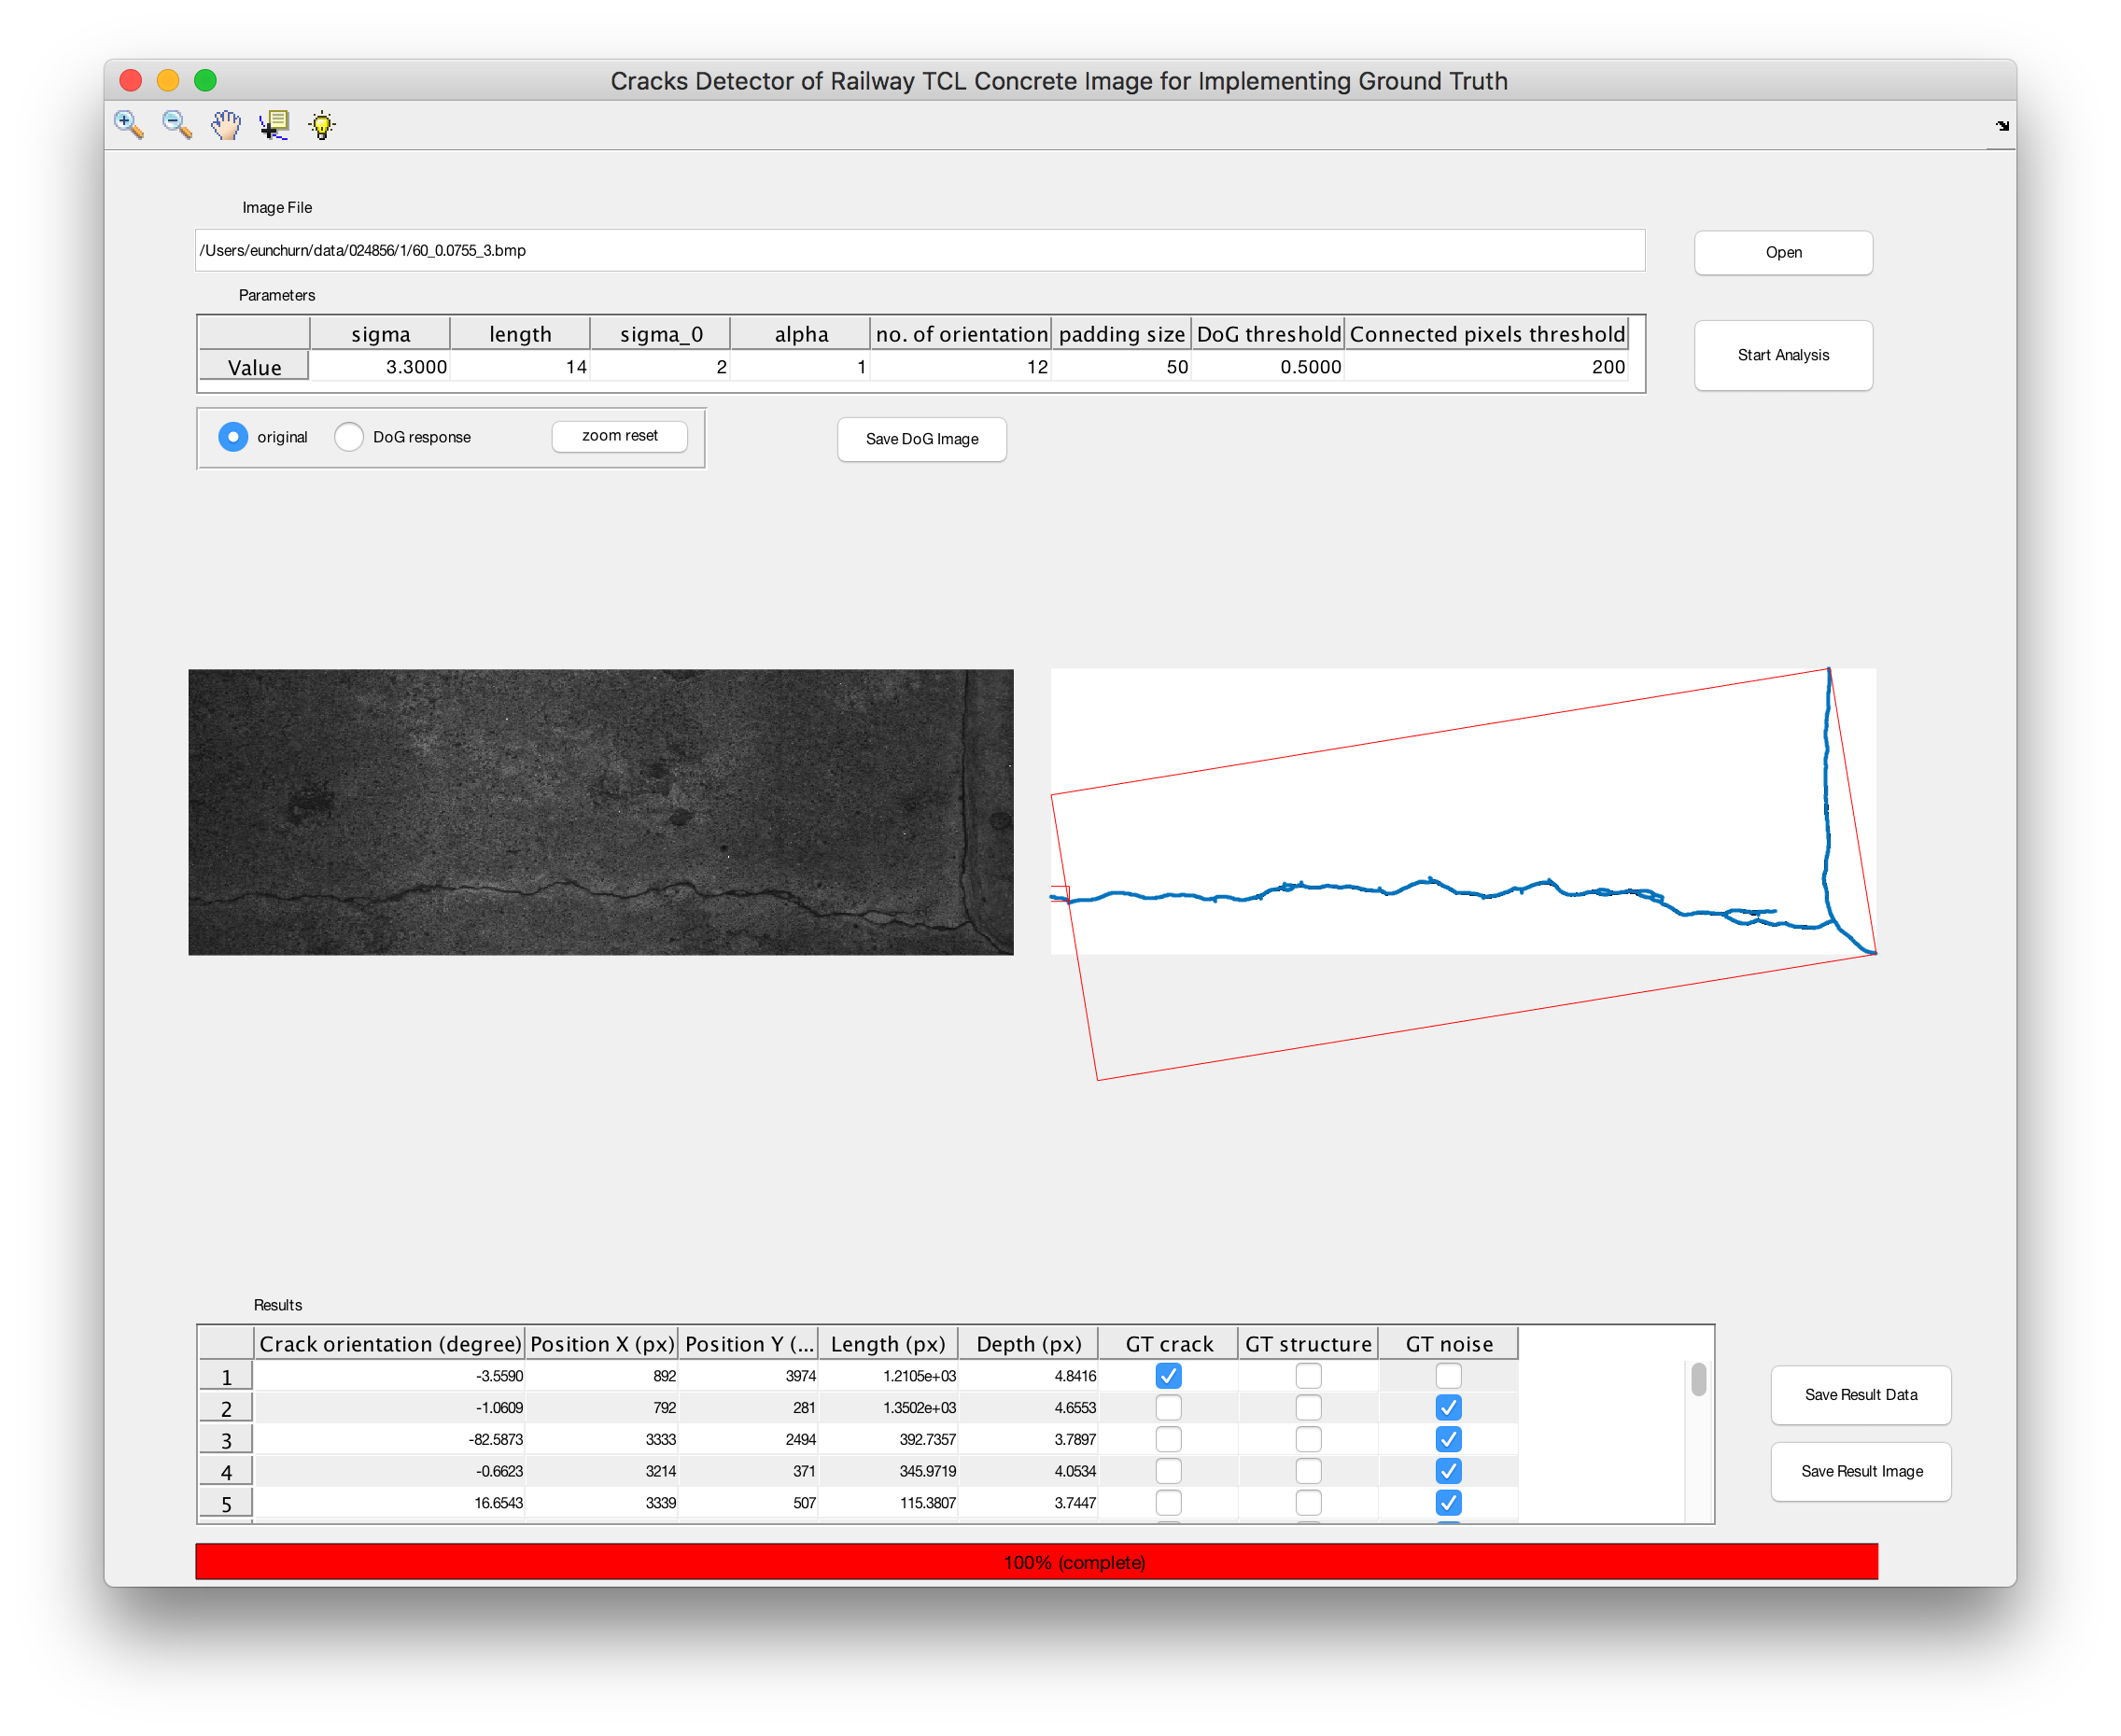 Cracks Detector of Railway TCL Concrete Image for Implementing Ground Truth
Image File
/Users/eunchurn/data/024856/1/60_0.0755_3.bmp
Open
Parameters
sigma length sigma_0 alpha no. of orientation padding size DoG threshold Connected pixels threshold
Value 3.3000 14 2 1 12 50 0.5000 200
Start Analysis
original DoG response zoom reset
Save DoG Image
Results
Crack orientation (degree) Position X (px) Position Y (... Length (px) Depth (px) GT crack GT structure GT noise
1 -3.5590 892 3974 1.2105e+03 4.8416
2 -1.0609 792 281 1.3502e+03 4.6553
3 -82.5873 3333 2494 392.7357 3.7897
4 -0.6623 3214 371 345.9719 4.0534
5 16.6543 3339 507 115.3807 3.7447
Save Result Data
Save Result Image
100% (complete)